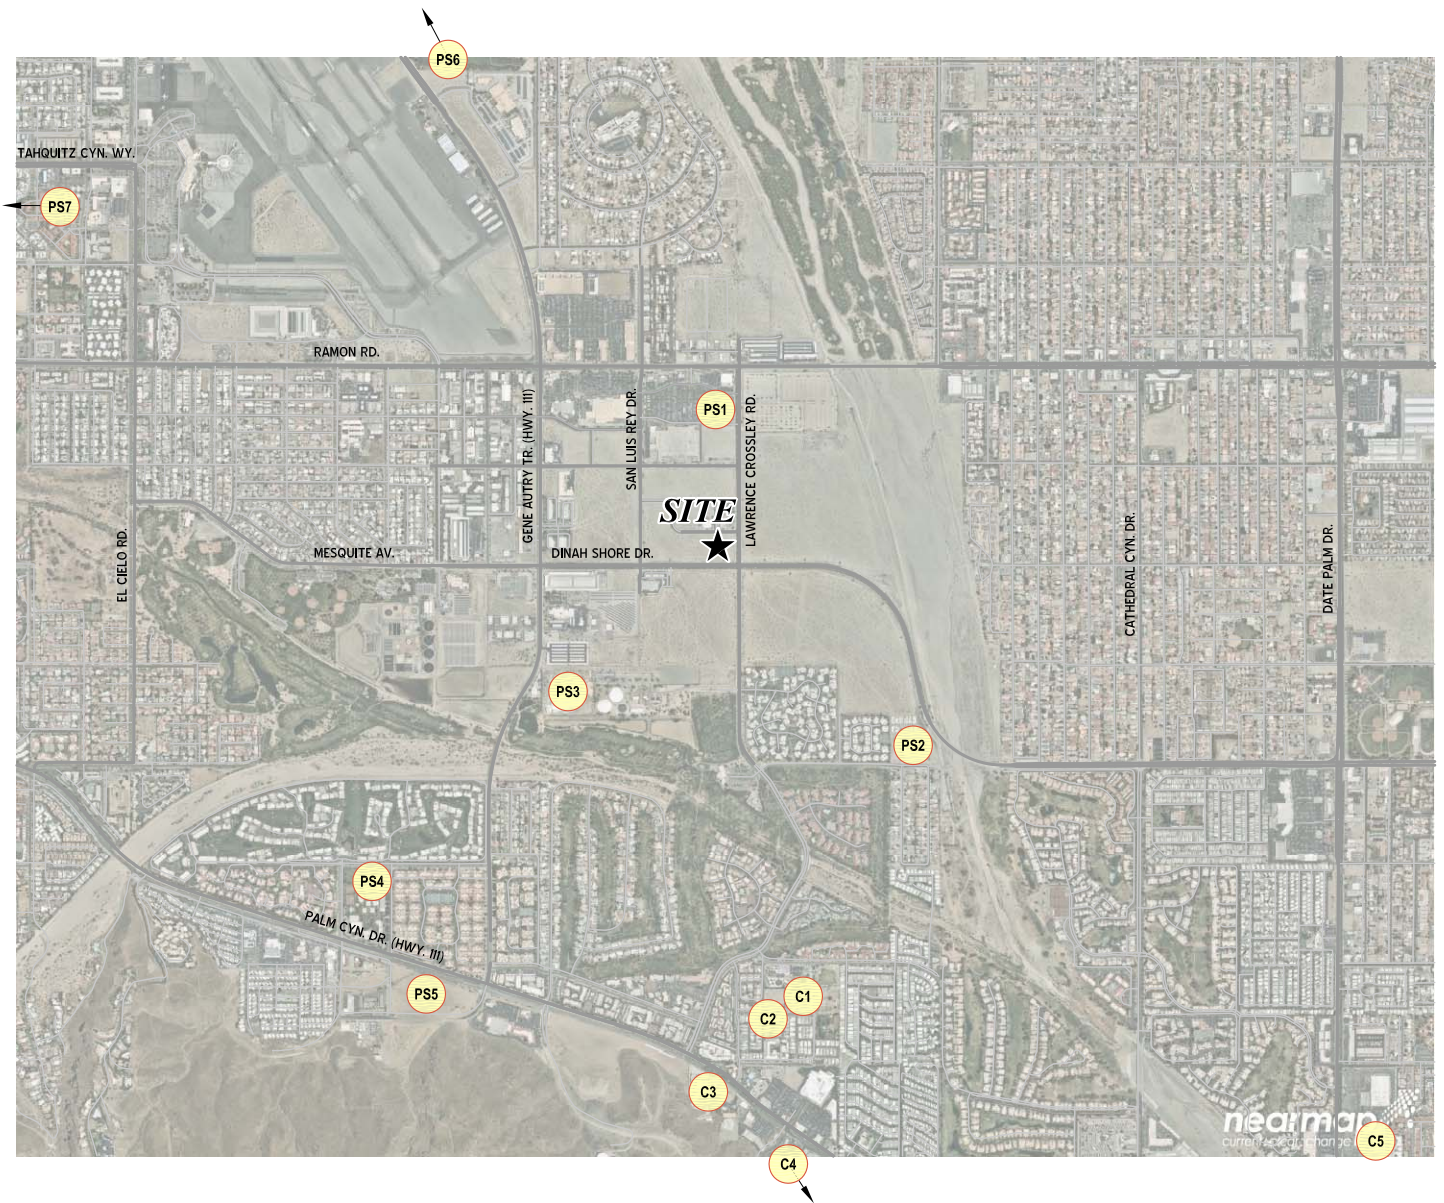 PS6
TAHQUITZ CYN. WY.
PS7
RAMON RD.
GENE AUTRY TR. (HWY. 111)
SAN LUIS REY DR.
PS1
LAWRENCE CROSSLEY RD.
SITE
EL CIELO RD.
MESQUITE AV.
DINAH SHORE DR.
CATHEDRAL CYN. DR.
DATE PALM DR.
PS3
PS2
PS4
PALM CYN. DR. (HWY. 111)
PS5
C1
C2
C3
nearmap
C5
C4